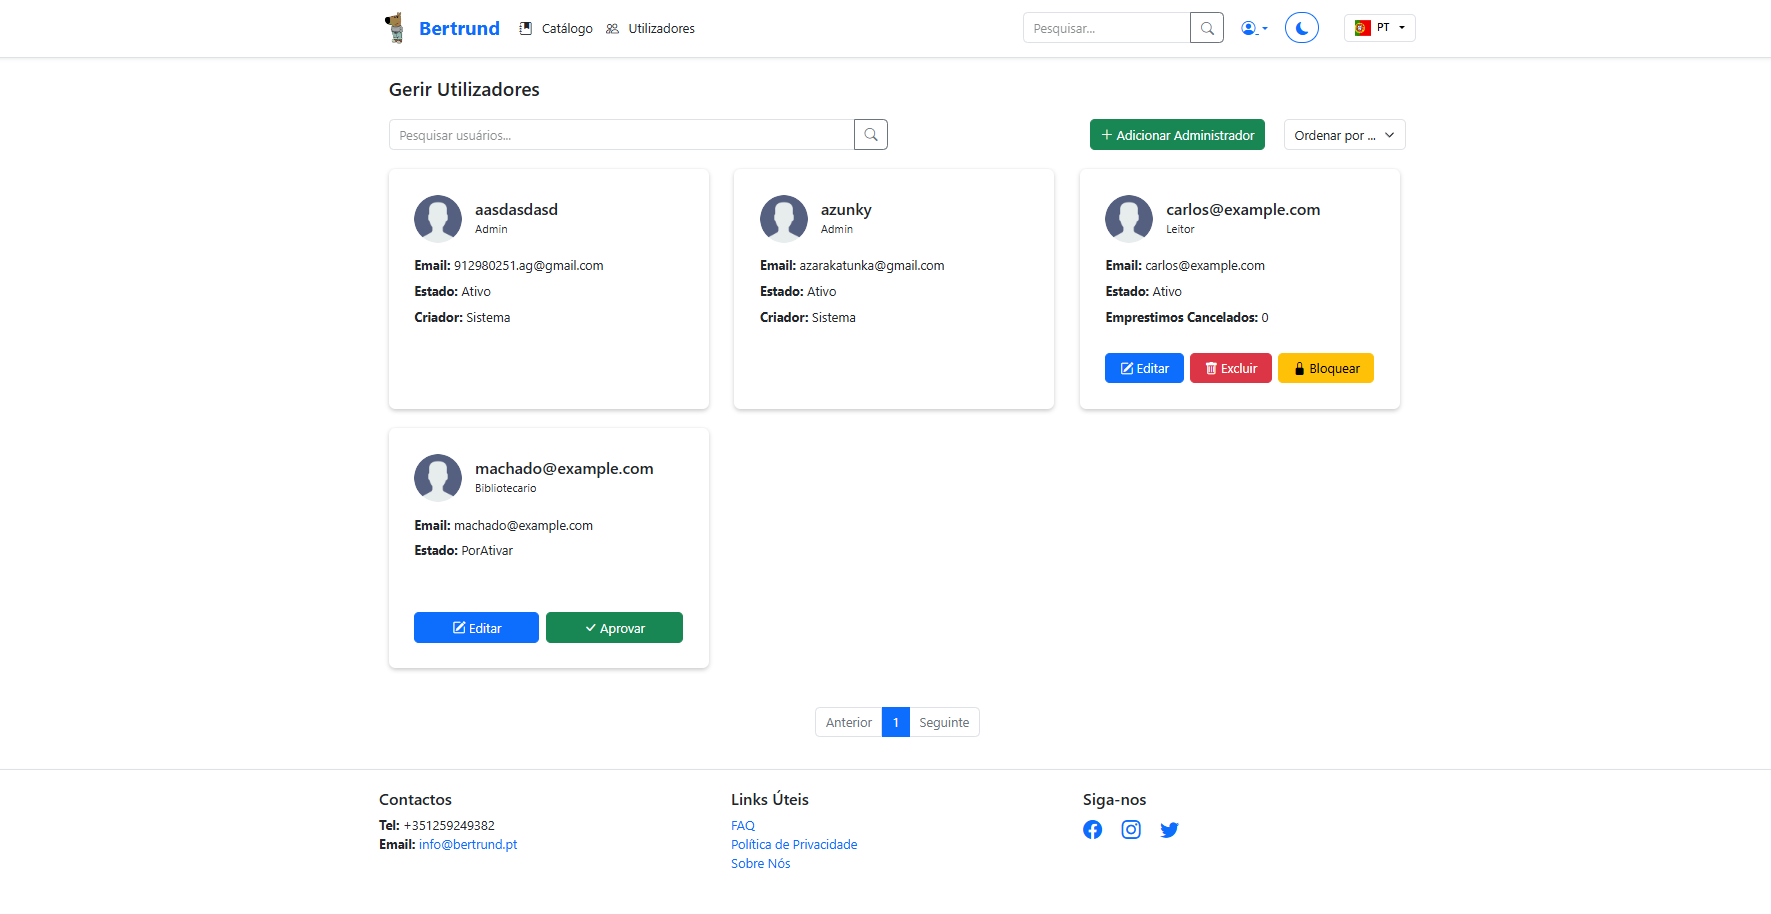 Bertrund
Catálogo
Utilizadores
Pesquisar...
PT
Gerir Utilizadores
Pesquisar usuários...
+ Adicionar Administrador
Ordenar por ...
aasdasdasd
Admin
Email: 912980251.ag@gmail.com
Estado: Ativo
Criador: Sistema
azunky
Admin
Email: azarakatunka@gmail.com
Estado: Ativo
Criador: Sistema
carlos@example.com
Leitor
Email: carlos@example.com
Estado: Ativo
Emprestimos Cancelados: 0
Editar
Excluir
Bloquear
machado@example.com
Bibliotecario
Email: machado@example.com
Estado: PorAtivar
Editar
Aprovar
Anterior
1
Seguinte
Contactos
Tel: +351259249382
Email: info@bertrund.pt
Links Úteis
FAQ
Política de Privacidade
Sobre Nós
Siga-nos